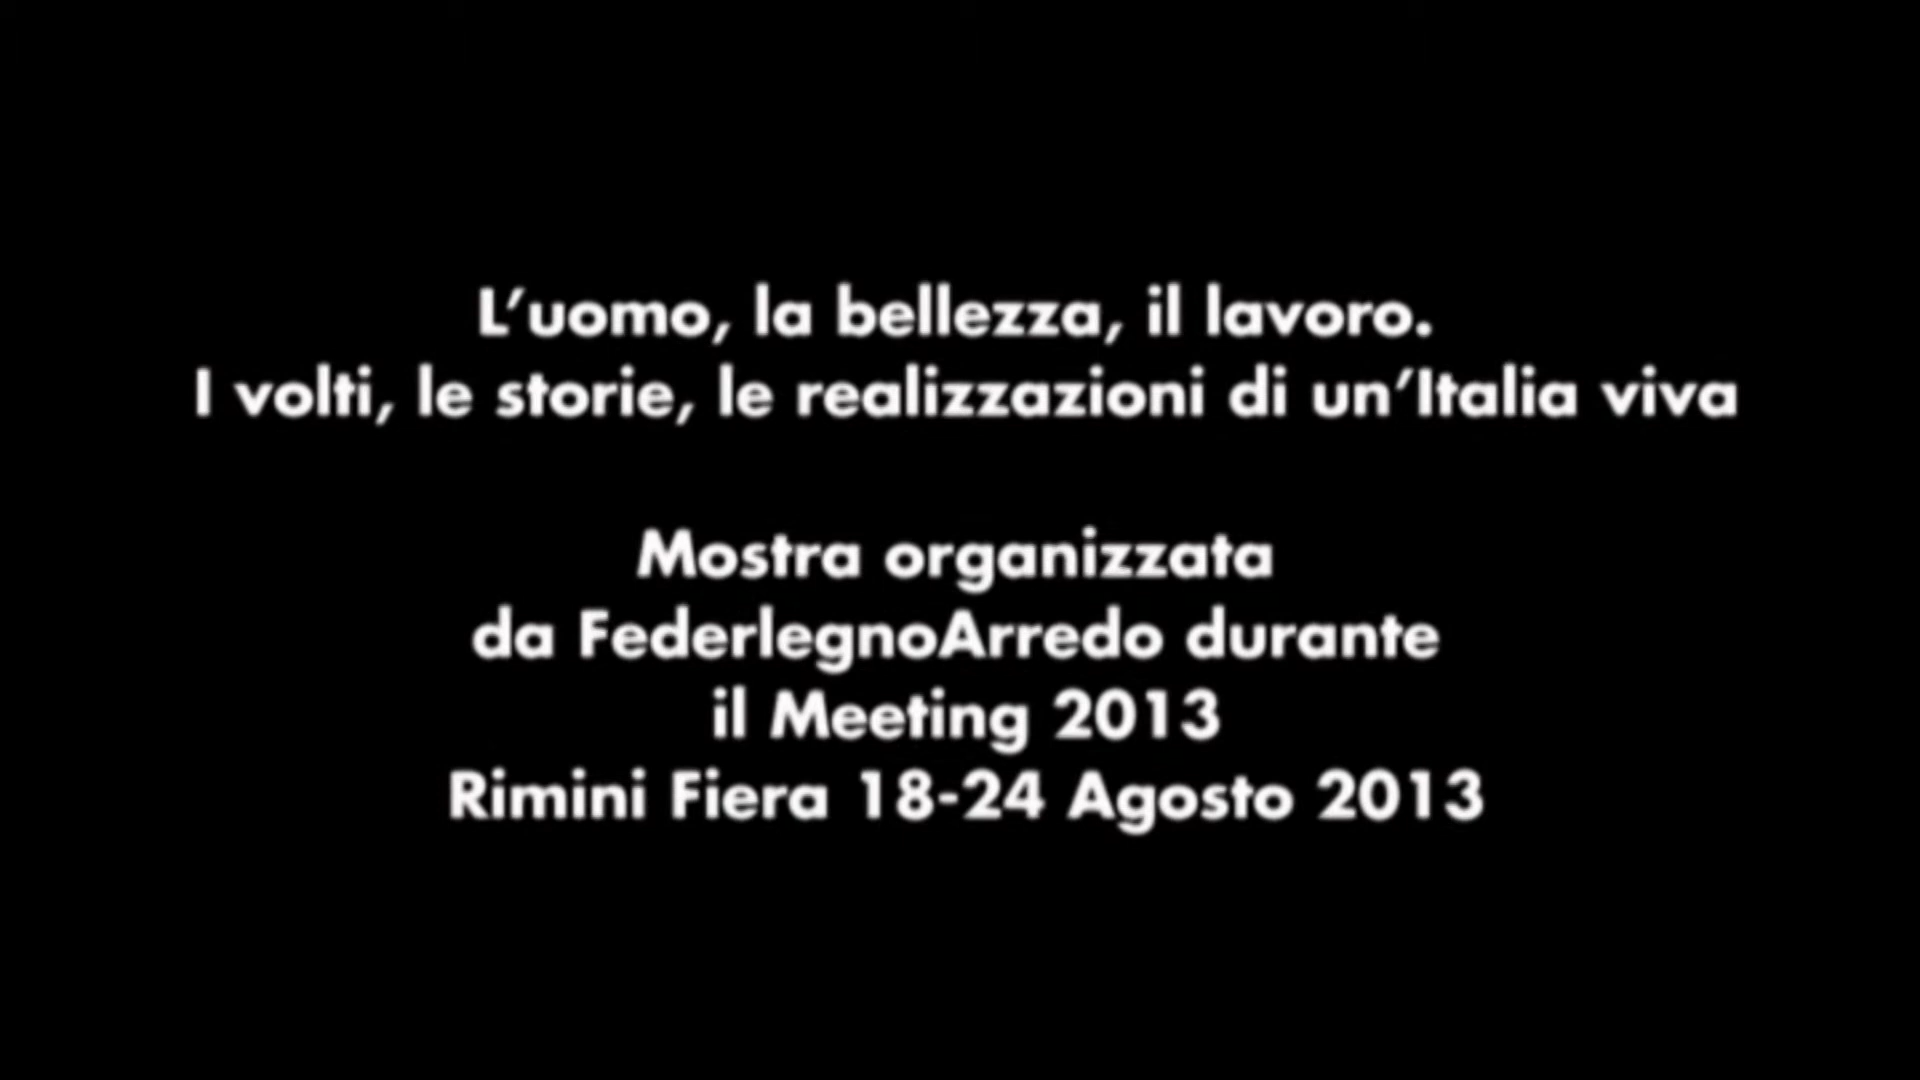 L'uomo, la bellezza, il lavoro.
I volti, le storie, le realizzazioni di un'Italia viva
Mostra organizzata
da FederlegnoArredo durante
il Meeting 2013
Rimini Fiera 18-24 Agosto 2013